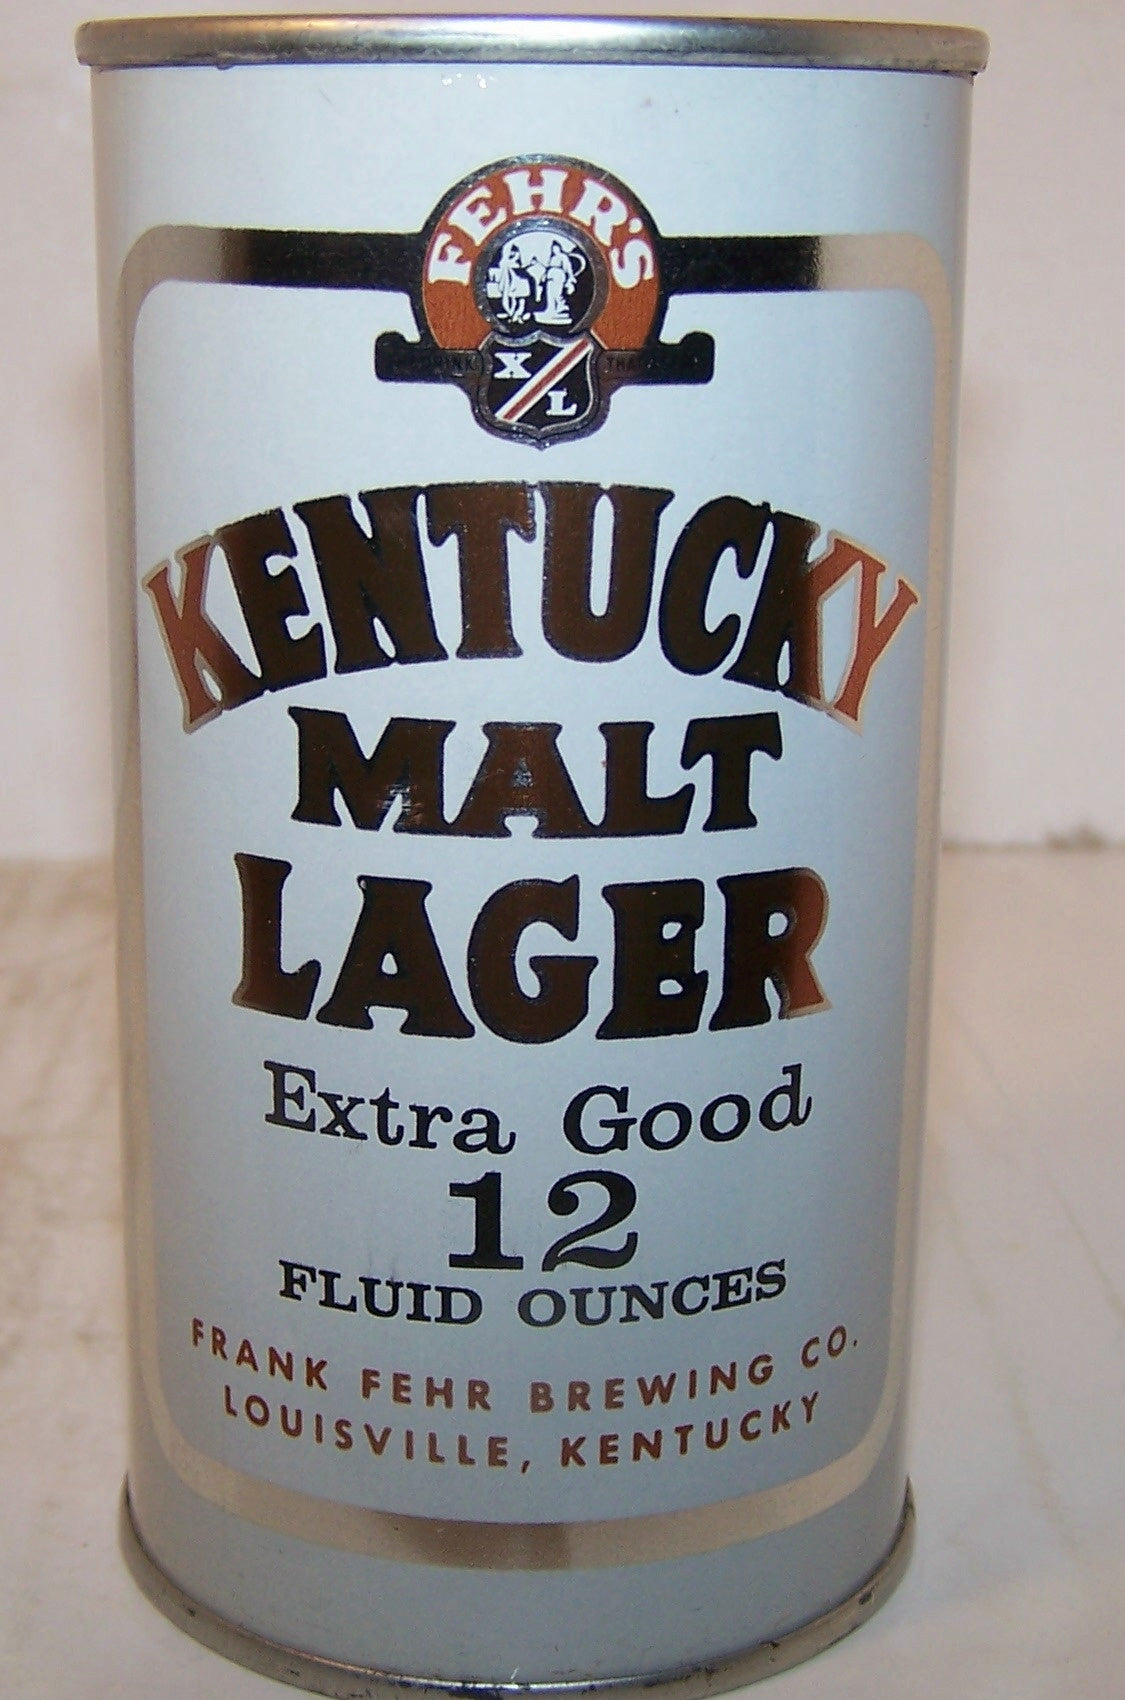 FEHR'S
X L
KENTUCKY
MALT
LAGER
Extra Good
12
FLUID OUNCES
FRANK FEHR BREWING CO.
LOUISVILLE, KENTUCKY